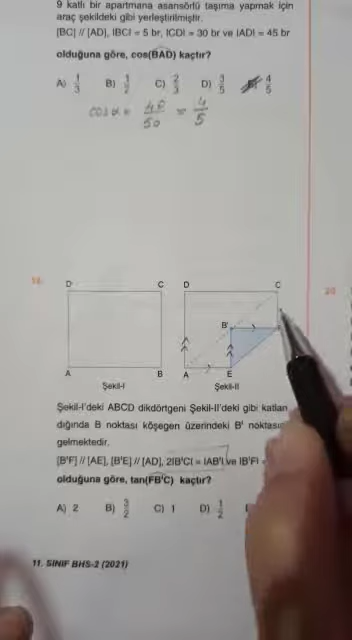 9 katlı bir apartmana asansörlü taşıma yapmak için
araç şekildeki gibi yerleştirilmiştir.
[BC] // [AD], |BC| = 5 br, |CD| = 30 br ve |AD| = 45 br
olduğuna göre, cos(BAD) kaçtır?
A) 1/3 B) 1/2 C) 2/3 D) 3/5 4/5
cosα = 40/50 = 4/5
D C D C
B'
A B A E
Şekil-I Şekil-II
Şekil-I'deki ABCD dikdörtgeni Şekil-II'deki gibi katlan
dığında B noktası köşegen üzerindeki B' noktası
gelmektedir.
[B'F] // [AE], [B'E] // [AD], 2|B'C| = |AB'| ve |B'F| =
olduğuna göre, tan(FB'C) kaçtır?
A) 2 B) 3/2 C) 1 D) 1/2
11. SINIF BHS-2 (2021)
20